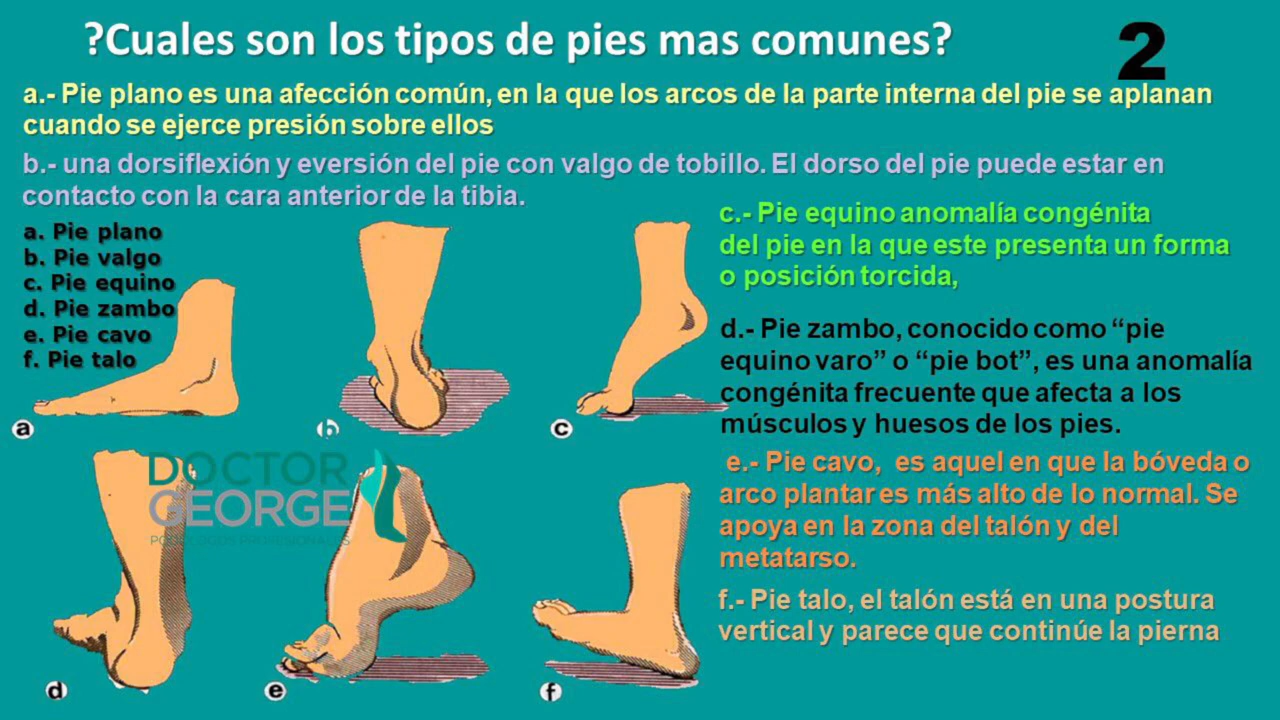 ?Cuales son los tipos de pies mas comunes?
2
a.- Pie plano es una afección común, en la que los arcos de la parte interna del pie se aplanan
cuando se ejerce presión sobre ellos
b.- una dorsiflexión y eversión del pie con valgo de tobillo. El dorso del pie puede estar en
contacto con la cara anterior de la tibia.
a. Pie plano
b. Pie valgo
c. Pie equino
d. Pie zambo
e. Pie cavo
f. Pie talo
c.- Pie equino anomalía congénita
del pie en la que este presenta un forma
o posición torcida,
d.- Pie zambo, conocido como “pie
equino varo” o “pie bot”, es una anomalía
congénita frecuente que afecta a los
músculos y huesos de los pies.
e.- Pie cavo, es aquel en que la bóveda o
arco plantar es más alto de lo normal. Se
apoya en la zona del talón y del
metatarso.
f.- Pie talo, el talón está en una postura
vertical y parece que continúe la pierna
a
b
c
DOCTOR
GEORGE
d
e
f